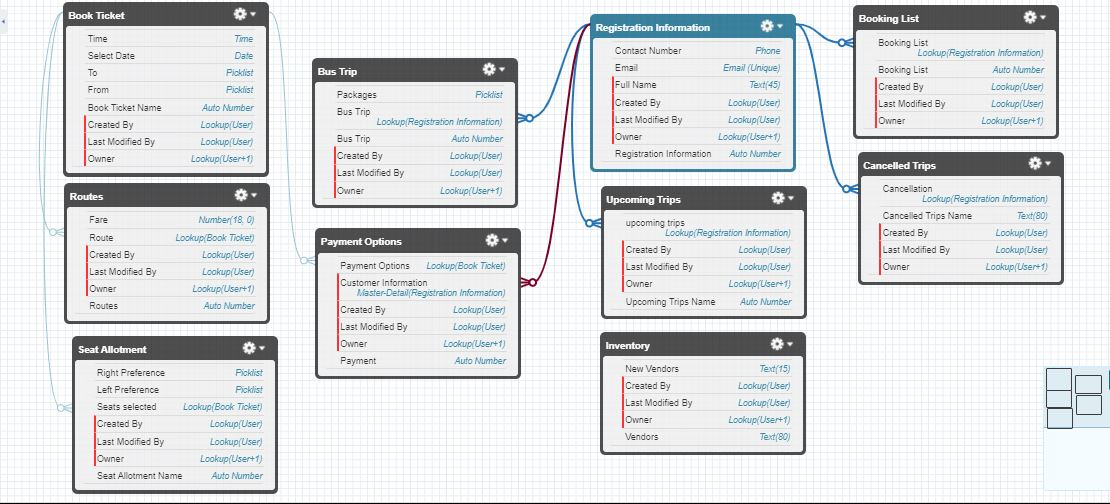 Book Ticket
Time Time
Select Date Date
To Picklist
From Picklist
Book Ticket Name Auto Number
Created By Lookup(User)
Last Modified By Lookup(User)
Owner Lookup(User+1)
Routes
Fare Number(18, 0)
Route Lookup(Book Ticket)
Created By Lookup(User)
Last Modified By Lookup(User)
Owner Lookup(User+1)
Routes Auto Number
Seat Allotment
Right Preference Picklist
Left Preference Picklist
Seats selected Lookup(Book Ticket)
Created By Lookup(User)
Last Modified By Lookup(User)
Owner Lookup(User+1)
Seat Allotment Name Auto Number
Bus Trip
Packages Picklist
Bus Trip
Lookup(Registration Information)
Bus Trip Auto Number
Created By Lookup(User)
Last Modified By Lookup(User)
Owner Lookup(User+1)
Payment Options
Payment Options Lookup(Book Ticket)
Customer Information
Master-Detail(Registration Information)
Created By Lookup(User)
Last Modified By Lookup(User)
Owner Lookup(User+1)
Payment Auto Number
Registration Information
Contact Number Phone
Email Email (Unique)
Full Name Text(45)
Created By Lookup(User)
Last Modified By Lookup(User)
Owner Lookup(User+1)
Registration Information Auto Number
Upcoming Trips
upcoming trips
Lookup(Registration Information)
Created By Lookup(User)
Last Modified By Lookup(User)
Owner Lookup(User+1)
Upcoming Trips Name Auto Number
Inventory
New Vendors Text(15)
Created By Lookup(User)
Last Modified By Lookup(User)
Owner Lookup(User+1)
Vendors Text(80)
Booking List
Booking List
Lookup(Registration Information)
Booking List Auto Number
Created By Lookup(User)
Last Modified By Lookup(User)
Owner Lookup(User+1)
Cancelled Trips
Cancellation
Lookup(Registration Information)
Cancelled Trips Name Text(80)
Created By Lookup(User)
Last Modified By Lookup(User)
Owner Lookup(User+1)